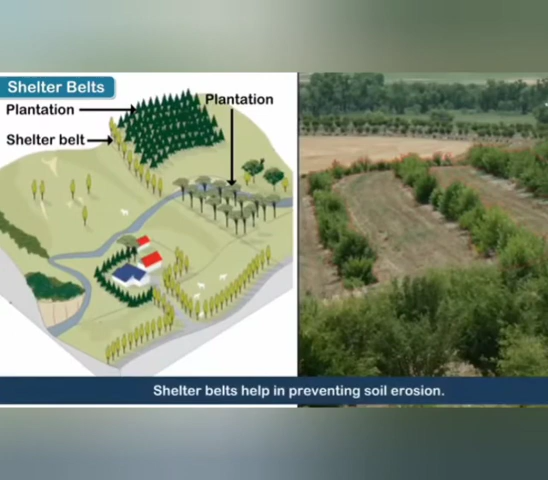 Shelter Belts
Plantation
Plantation
Shelter belt
Shelter belts help in preventing soil erosion.